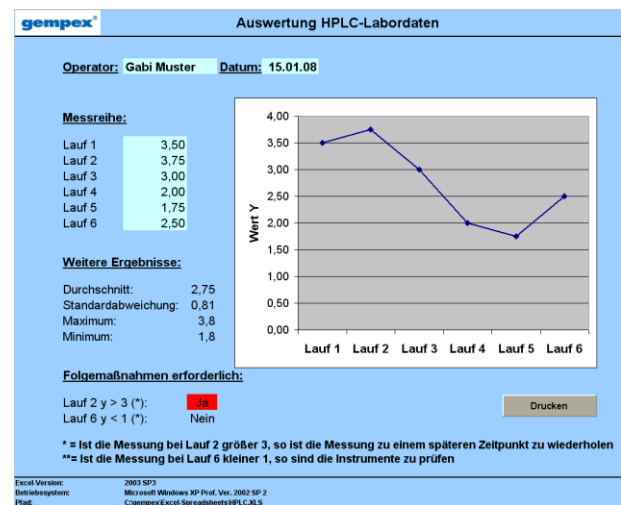 gempex®
Auswertung HPLC-Labordaten
Operator: Gabi Muster Datum: 15.01.08
Messreihe:
Lauf 1 3,50
Lauf 2 3,75
Lauf 3 3,00
Lauf 4 2,00
Lauf 5 1,75
Lauf 6 2,50
Weitere Ergebnisse:
Durchschnitt: 2,75
Standardabweichung: 0,81
Maximum: 3,8
Minimum: 1,8
Wert Y
4,00
3,50
3,00
2,50
2,00
1,50
1,00
0,50
0,00
Lauf 1 Lauf 2 Lauf 3 Lauf 4 Lauf 5 Lauf 6
Folgemaßnahmen erforderlich:
Lauf 2 y > 3 (*): Ja
Lauf 6 y < 1 (*): Nein
Drucken
* = Ist die Messung bei Lauf 2 größer 3, so ist die Messung zu einem späteren Zeitpunkt zu wiederholen
**= Ist die Messung bei Lauf 6 kleiner 1, so sind die Instrumente zu prüfen
Excel-Version: 2003 SP3
Betriebssystem: Microsoft Windows XP Prof. Ver. 2002 SP 2
Pfad: C:\gempex\Excel-Spreadsheets\HPLC.XLS